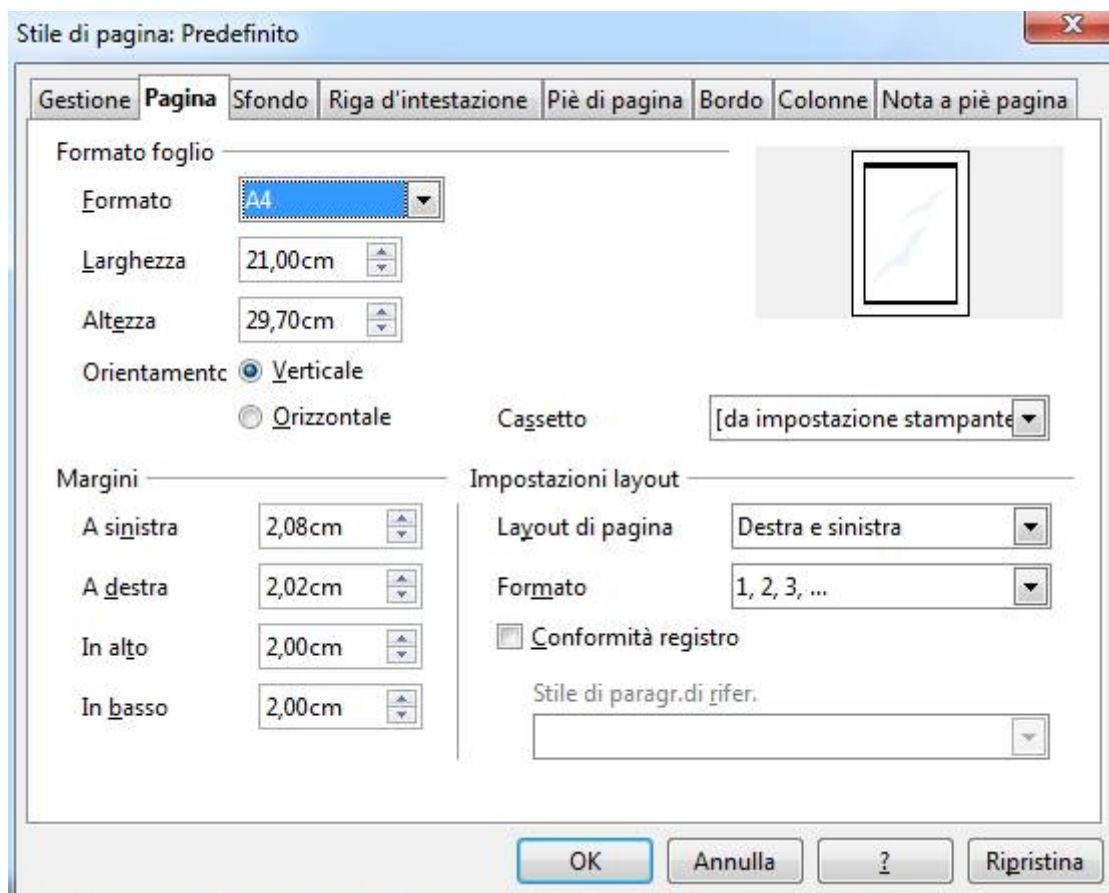 Stile di pagina: Predefinito
X
Gestione Pagina Sfondo Riga d'intestazione Piè di pagina Bordo Colonne Nota a piè pagina
Formato foglio
Formato A4
Larghezza 21,00cm
Altezza 29,70cm
Orientamento Verticale
Orizzontale Cassetto [da impostazione stampante
Margini Impostazioni layout
A sinistra 2,08cm Layout di pagina Destra e sinistra
A destra 2,02cm Formato 1, 2, 3, ...
In alto 2,00cm Conformità registro
Stile di paragr.di rifer.
In basso 2,00cm
OK Annulla ? Ripristina